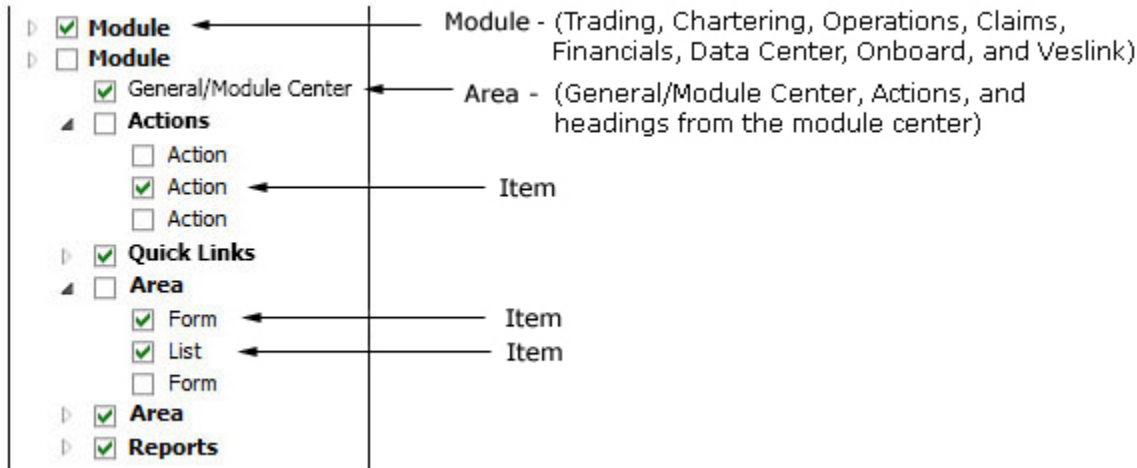 Module
Module - (Trading, Chartering, Operations, Claims,
Financials, Data Center, Onboard, and Veslink)
Module
General/Module Center
Area - (General/Module Center, Actions, and
headings from the module center)
Actions
Action
Action
Item
Action
Quick Links
Area
Form
Item
List
Item
Form
Area
Reports